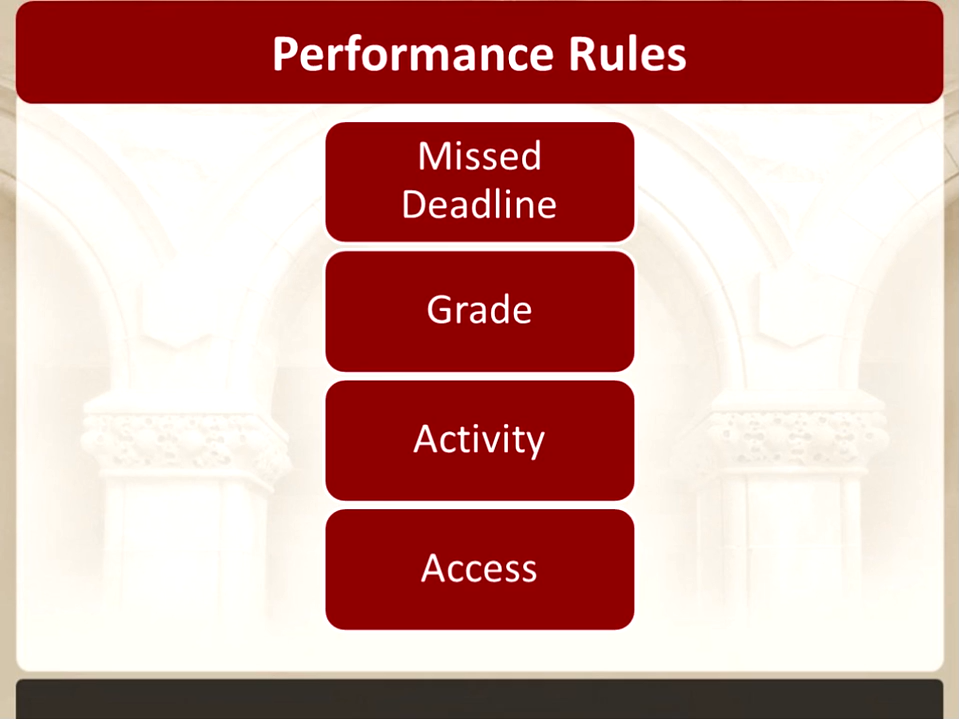 Performance Rules
Missed
Deadline
Grade
Activity
Access